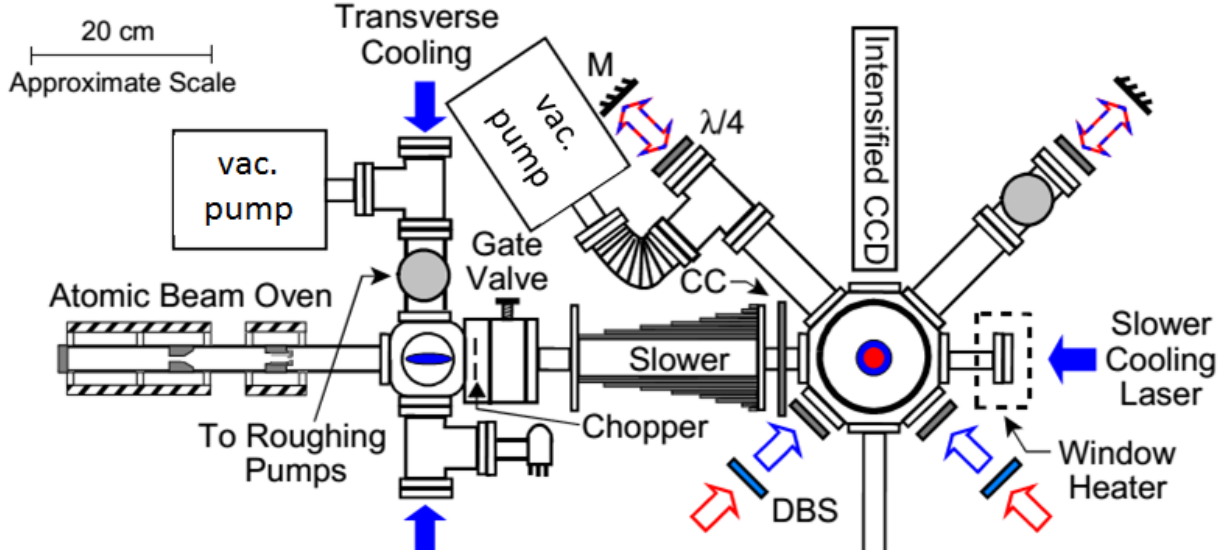 20 cm
Approximate Scale
Transverse
Cooling
vac.
pump
M
vac.
pump
λ/4
Intensified CCD
Gate
Valve
CC
Atomic Beam Oven
Slower
Slower
Cooling
Laser
To Roughing
Pumps
Chopper
DBS
Window
Heater